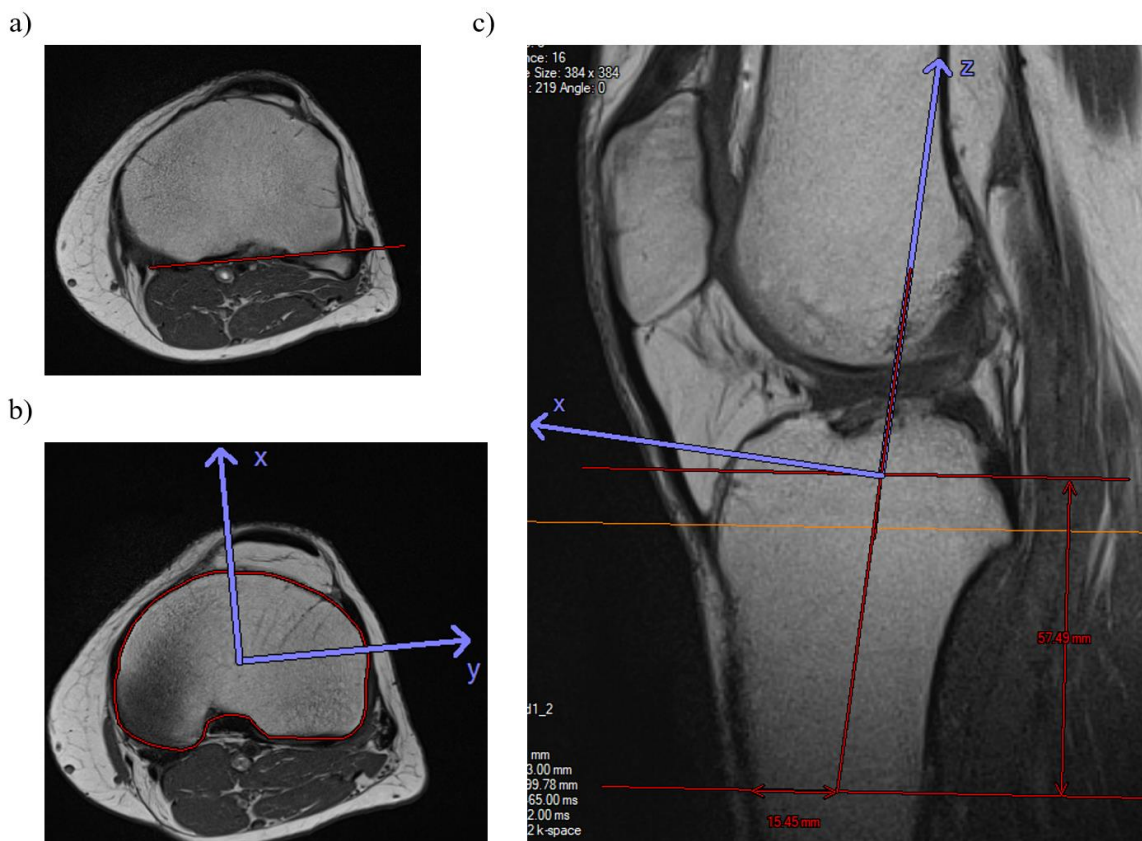 a)
c)
nce: 16
e Size: 384 x 384
: 219 Angle: 0
z
x
b)
x
y
57.49 mm
d1_2
mm
3.00 mm
99.78 mm
65.00 ms
2.00 ms
2 k-space
15.45 mm